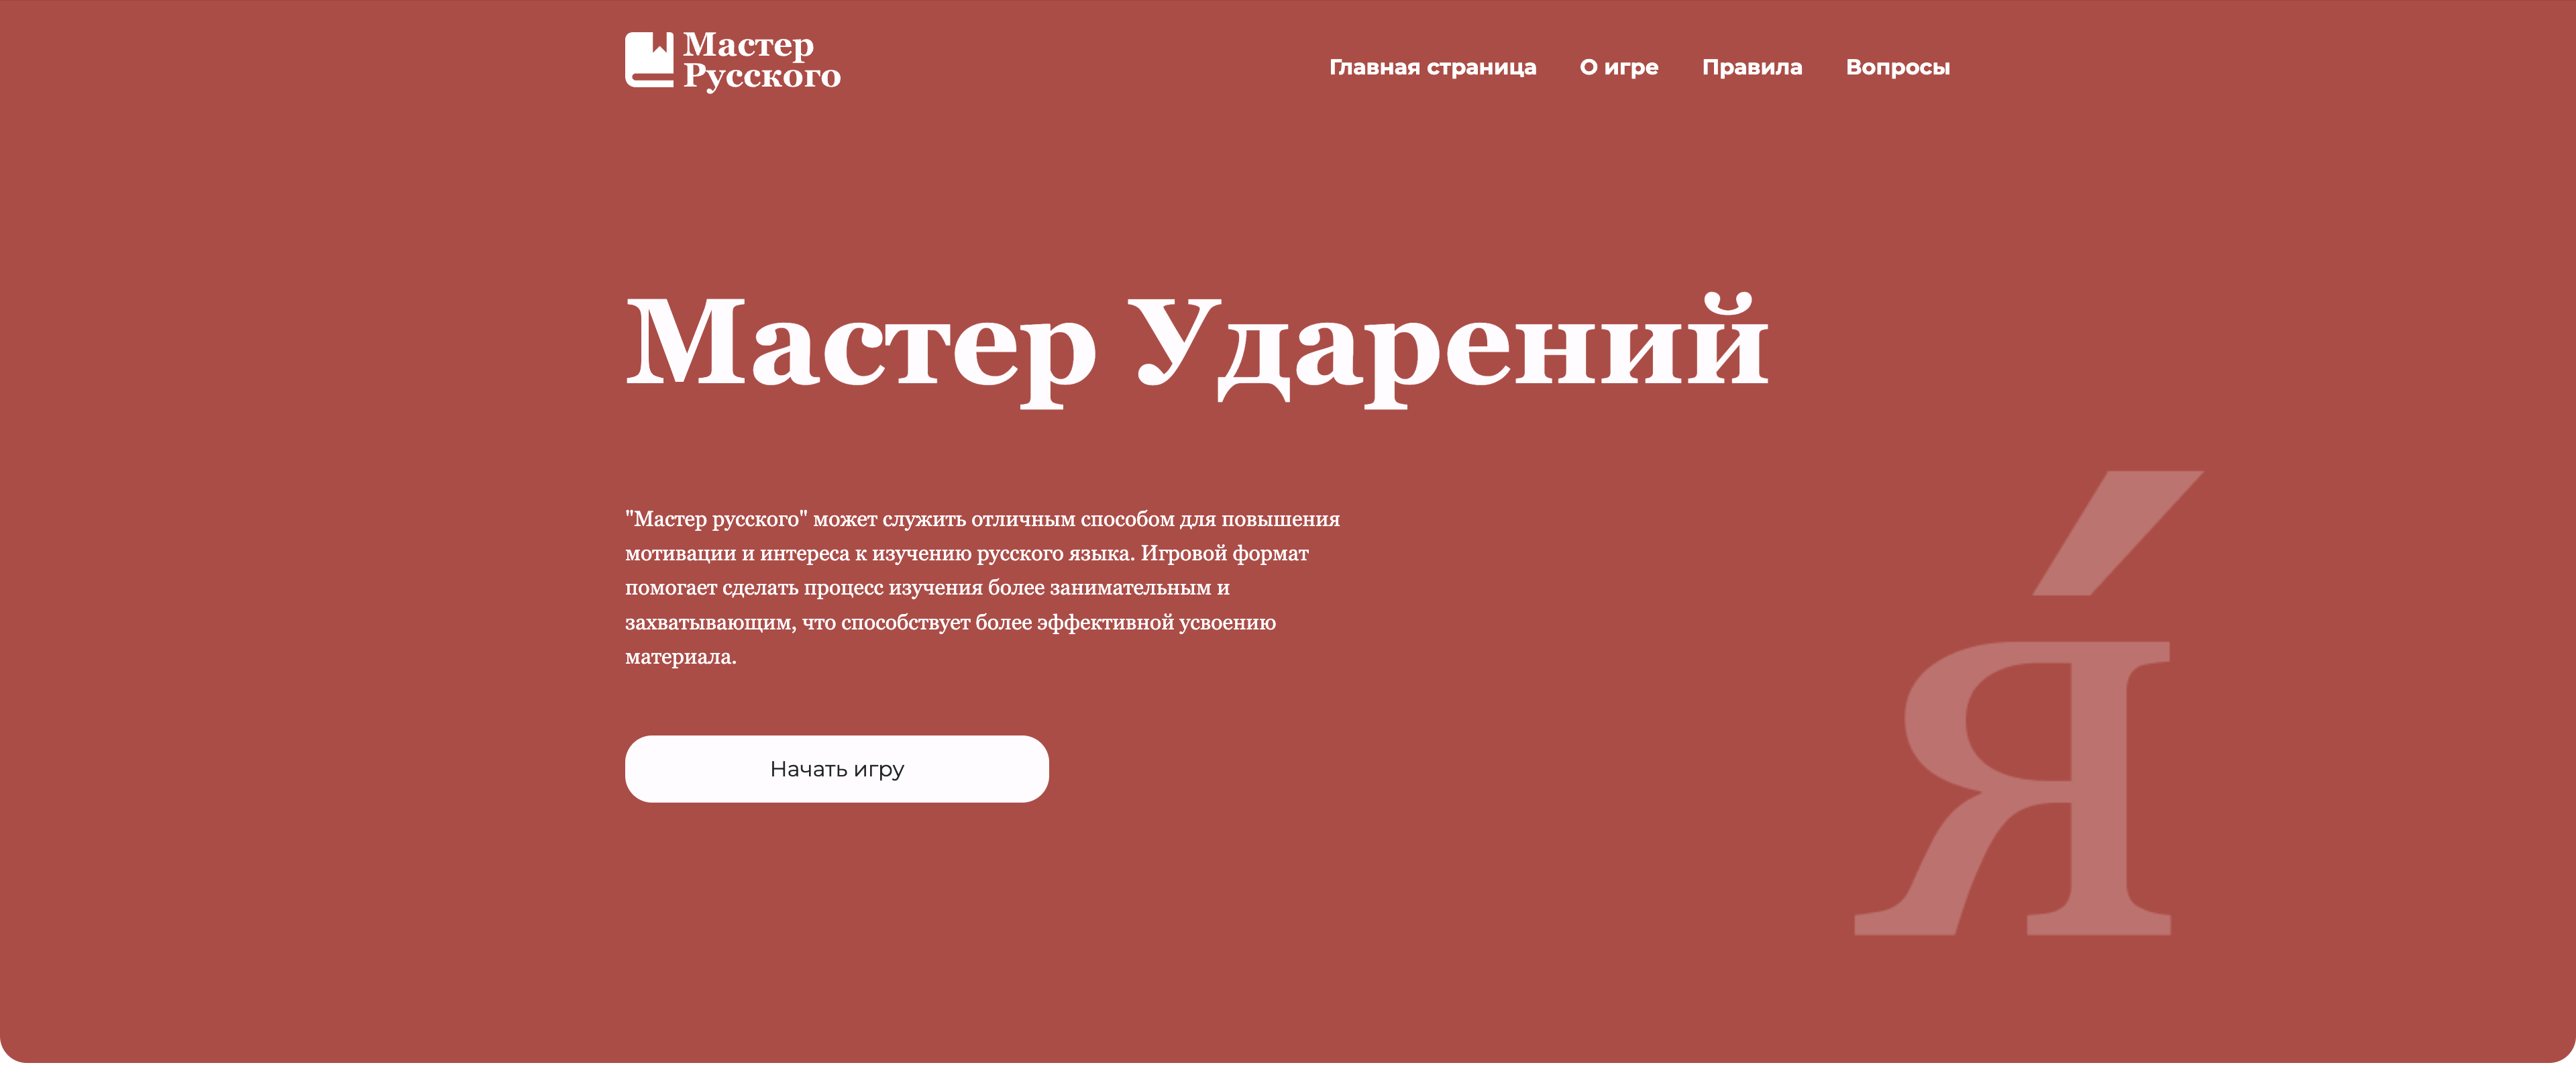 Мастер
Русского
Главная страница О игре Правила Вопросы
Мастер Ударений
"Мастер русского" может служить отличным способом для повышения
мотивации и интереса к изучению русского языка. Игровой формат
помогает сделать процесс изучения более занимательным и
захватывающим, что способствует более эффективной усвоению
материала.
Начать игру
я́